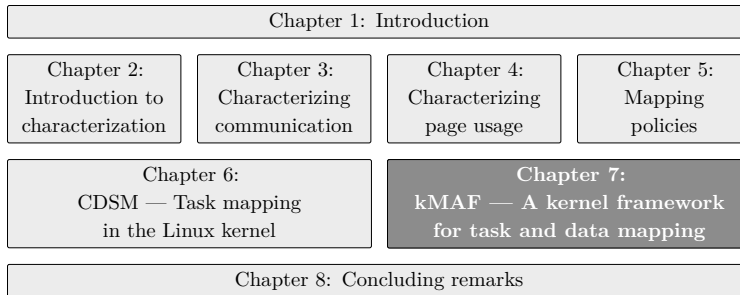 Chapter 1: Introduction
Chapter 2:
Introduction to
characterization
Chapter 3:
Characterizing
communication
Chapter 4:
Characterizing
page usage
Chapter 5:
Mapping
policies
Chapter 6:
CDSM — Task mapping
in the Linux kernel
Chapter 7:
kMAF — A kernel framework
for task and data mapping
Chapter 8: Concluding remarks